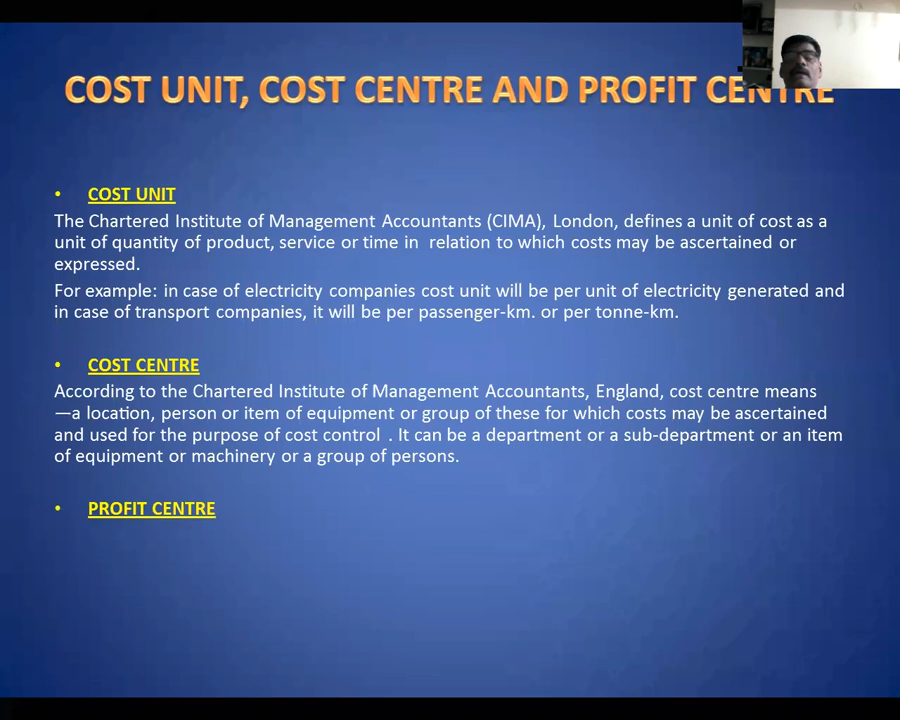 COST UNIT, COST CENTRE AND PROFIT CENTRE
• COST UNIT
The Chartered Institute of Management Accountants (CIMA), London, defines a unit of cost as a
unit of quantity of product, service or time in relation to which costs may be ascertained or
expressed.
For example: in case of electricity companies cost unit will be per unit of electricity generated and
in case of transport companies, it will be per passenger-km. or per tonne-km.
• COST CENTRE
According to the Chartered Institute of Management Accountants, England, cost centre means
—a location, person or item of equipment or group of these for which costs may be ascertained
and used for the purpose of cost control . It can be a department or a sub-department or an item
of equipment or machinery or a group of persons.
• PROFIT CENTRE